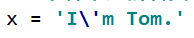 x = 'I\'m Tom.'